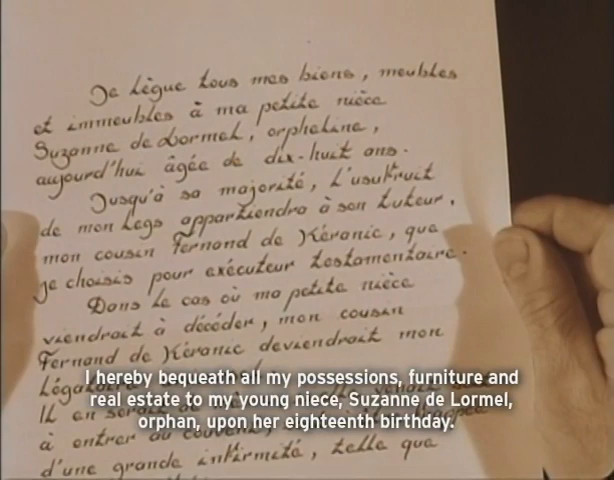 Je lègue tous mes biens, meubles
et immeubles à ma petite nièce
Suzanne de Lormel, orpheline,
aujourd'hui âgée de dix-huit ans.
Jusqu'à sa majorité, l'usufruit
de mon legs appartiendra à son tuteur,
mon cousin Fernand de Kéranic, que
je choisis pour exécuteur testamentaire.
Dans le cas où ma petite nièce
viendrait à décéder, mon cousin
Fernand de Kéranic deviendrait mon
Il en serait de
à entrer au couvent,
d'une grande infirmité, telle que
I hereby bequeath all my possessions, furniture and
real estate to my young niece, Suzanne de Lormel,
orphan, upon her eighteenth birthday.